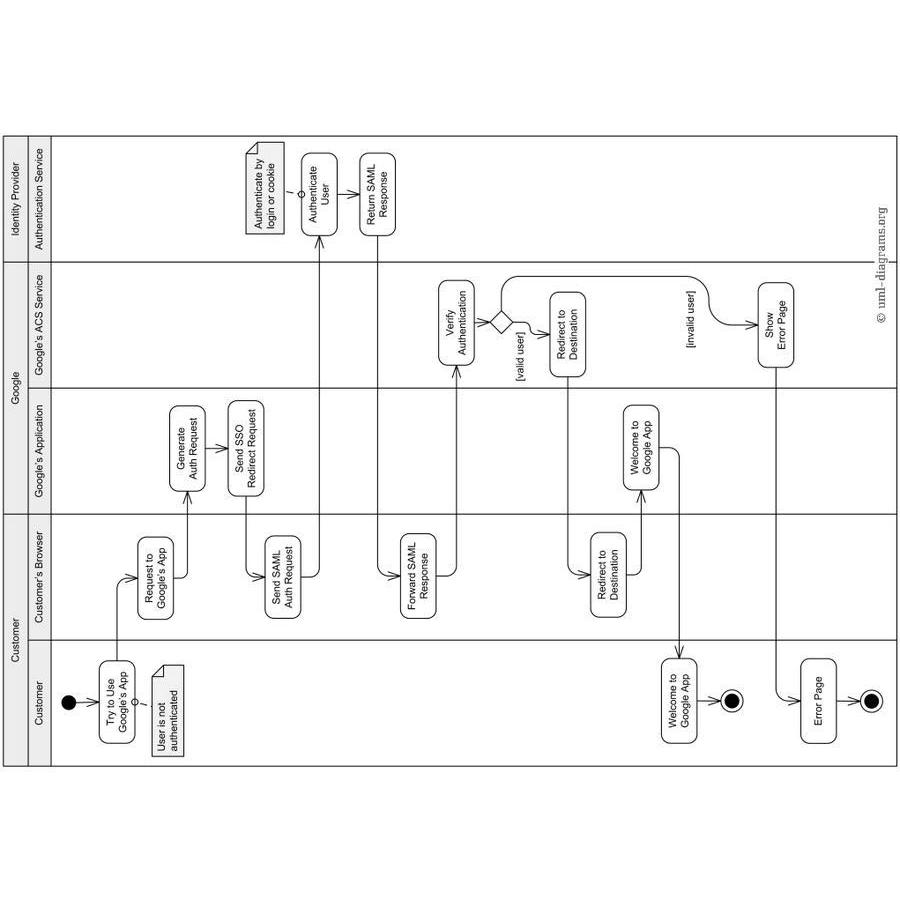 Customer
Google
Identity Provider
Customer
Customer's Browser
Google's Application
Google's ACS Service
Authentication Service
Try to Use
Google's App
User is not
authenticated
Request to
Google's App
Generate
Auth Request
Send SSO
Redirect Request
Send SAML
Auth Request
Authenticate by
login or cookie
Authenticate
User
Return SAML
Response
Forward SAML
Response
Verify
Authentication
[valid user]
Redirect to
Destination
Redirect to
Destination
Welcome to
Google App
Welcome to
Google App
[invalid user]
Show
Error Page
Error Page
© uml-diagrams.org